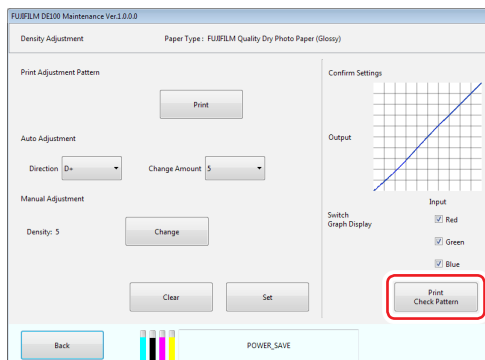 FUJIFILM DE100 Maintenance Ver.1.0.0.0
Density Adjustment
Paper Type : FUJIFILM Quality Dry Photo Paper (Glossy)
Print Adjustment Pattern
Print
Auto Adjustment
Direction D+
Change Amount 5
Manual Adjustment
Density: 5
Change
Clear
Set
Confirm Settings
Output
Input
Switch
Graph Display
Red
Green
Blue
Print
Check Pattern
Back
POWER_SAVE